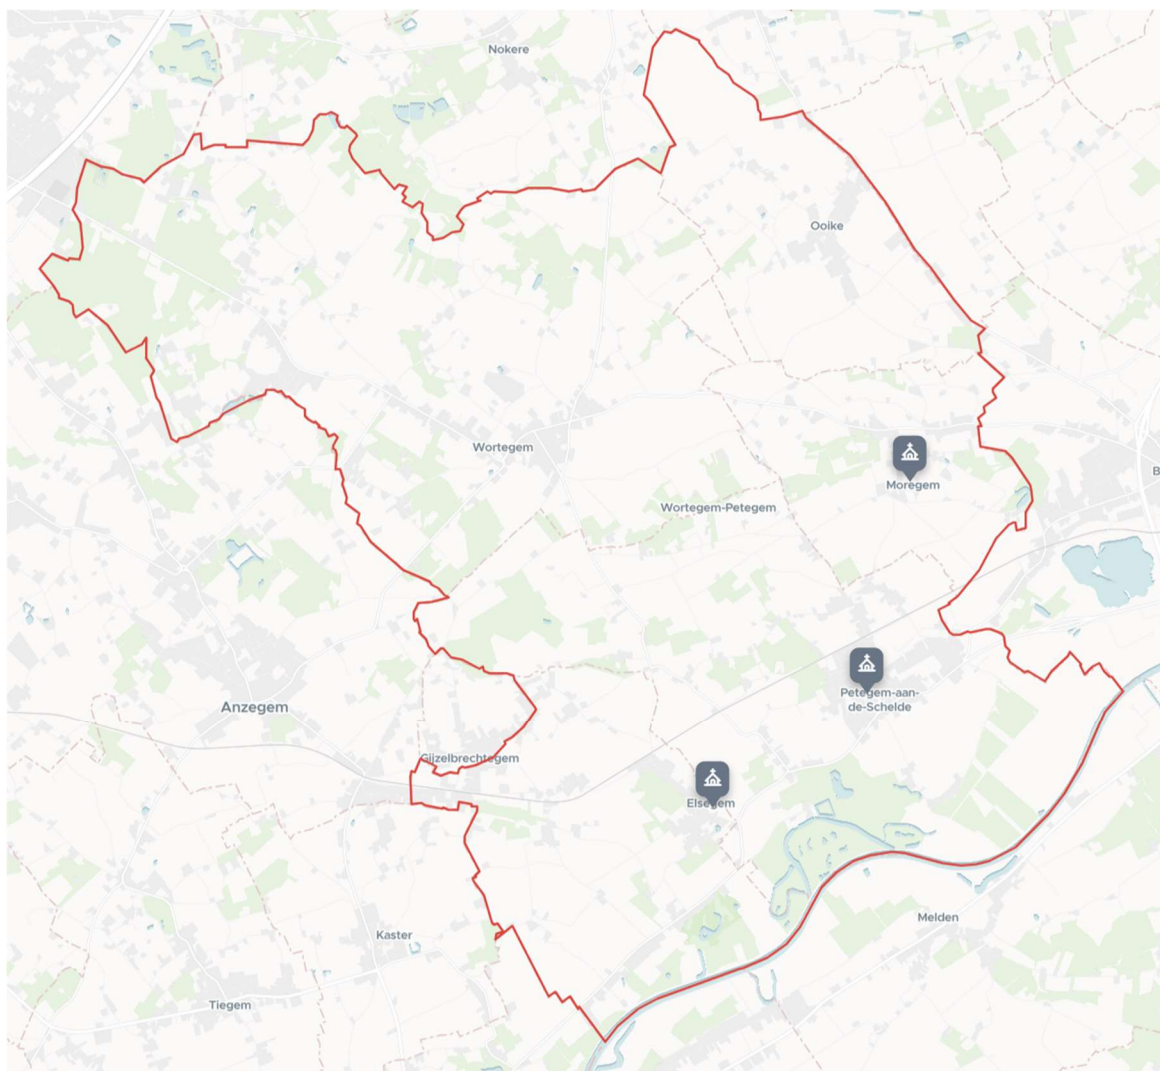 Nokere
Ooike
Wortegem
Moregem
Wortegem-Petegem
B
Petegem-aan-
de-Schelde
Anzegem
Gijzelbrechtegem
Elsegem
Melden
Kaster
Tiegem